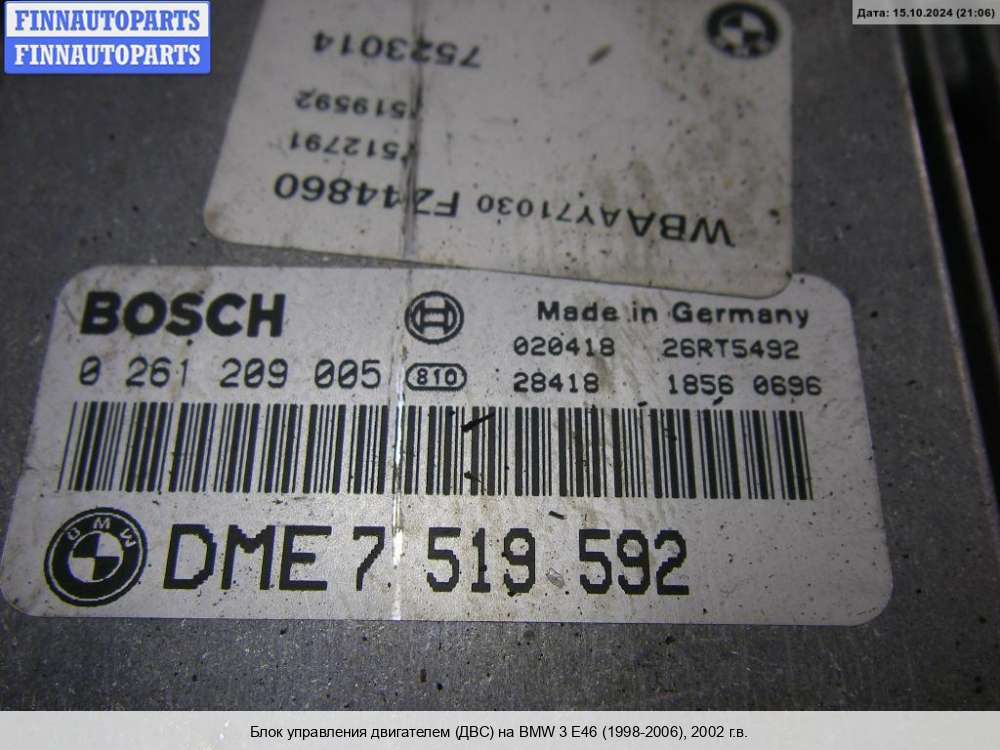 FINNAUTOPARTS
FINNAUTOPARTS
Дата: 15.10.2024 (21:06)
WBAAY71030 FZ44860
7512791
7519592
7523014
BOSCH
Made in Germany
020418 26RT5492
0 261 209 005 810 28418 1856 0696
BMW DME 7 519 592
Блок управления двигателем (ДВС) на BMW 3 E46 (1998-2006), 2002 г.в.